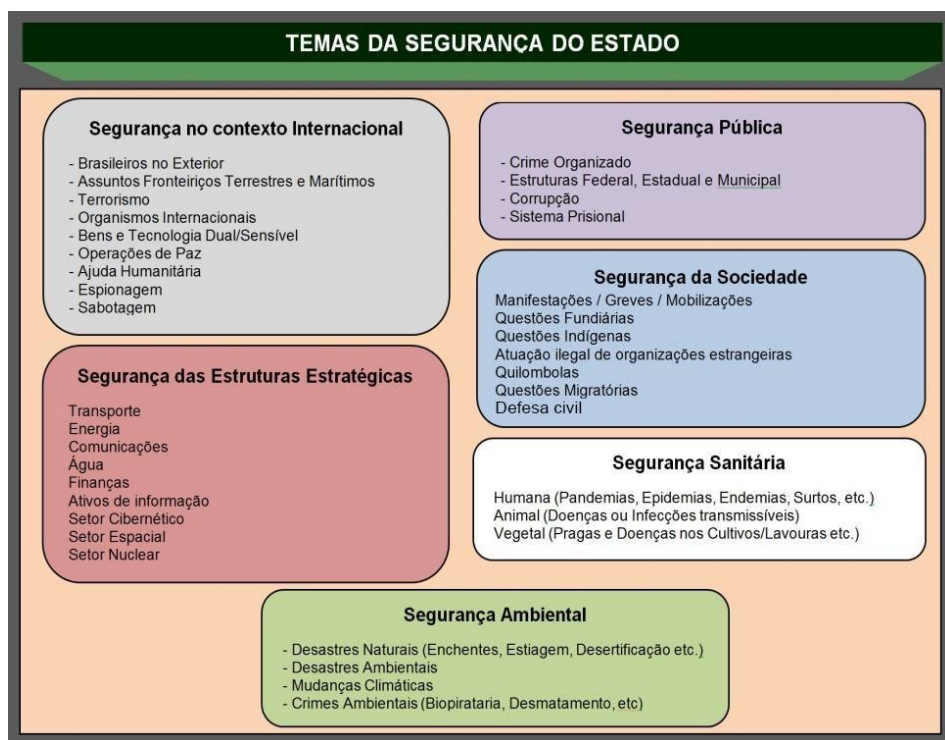 TEMAS DA SEGURANÇA DO ESTADO
Segurança no contexto Internacional
- Brasileiros no Exterior
- Assuntos Fronteiriços Terrestres e Marítimos
- Terrorismo
- Organismos Internacionais
- Bens e Tecnologia Dual/Sensível
- Operações de Paz
- Ajuda Humanitária
- Espionagem
- Sabotagem
Segurança Pública
- Crime Organizado
- Estruturas Federal, Estadual e Municipal
- Corrupção
- Sistema Prisional
Segurança da Sociedade
Manifestações / Greves / Mobilizações
Questões Fundiárias
Questões Indígenas
Atuação ilegal de organizações estrangeiras
Quilombolas
Questões Migratórias
Defesa civil
Segurança das Estruturas Estratégicas
Transporte
Energia
Comunicações
Água
Finanças
Ativos de informação
Setor Cibernético
Setor Espacial
Setor Nuclear
Segurança Sanitária
Humana (Pandemias, Epidemias, Endemias, Surtos, etc.)
Animal (Doenças ou Infecções transmissíveis)
Vegetal (Pragas e Doenças nos Cultivos/Lavouras etc.)
Segurança Ambiental
- Desastres Naturais (Enchentes, Estiagem, Desertificação etc.)
- Desastres Ambientais
- Mudanças Climáticas
- Crimes Ambientais (Biopirataria, Desmatamento, etc)